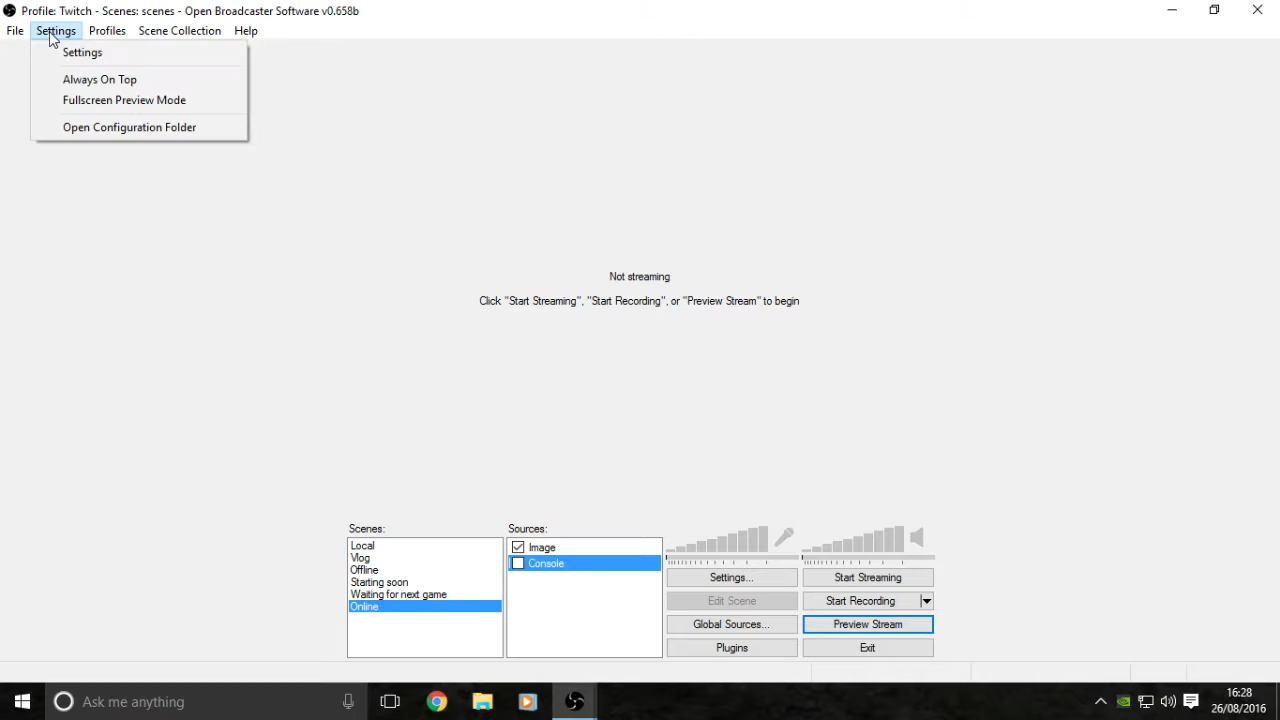 Profile: Twitch - Scenes: scenes - Open Broadcaster Software v0.658b
File Settings Profiles Scene Collection Help
Settings
Always On Top
Fullscreen Preview Mode
Open Configuration Folder
Not streaming
Click "Start Streaming", "Start Recording", or "Preview Stream" to begin
Scenes:
Local
Vlog
Offline
Starting soon
Waiting for next game
Online
Sources:
Image
Console
Settings...
Start Streaming
Edit Scene
Start Recording
Global Sources...
Preview Stream
Plugins
Exit
Ask me anything
16:28
26/08/2016